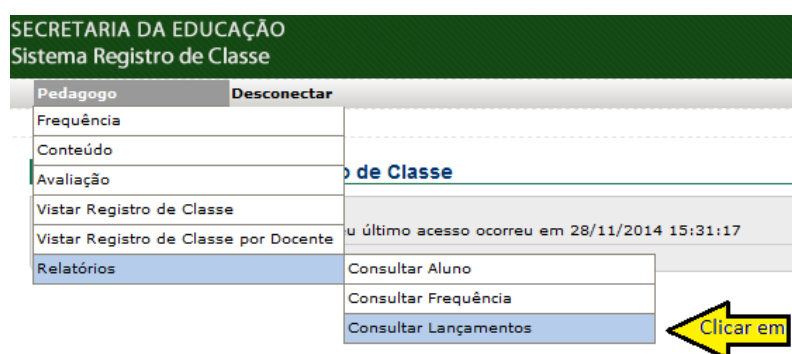 SECRETARIA DA EDUCAÇÃO
Sistema Registro de Classe
Pedagogo Desconectar
Frequência
Conteúdo
Avaliação
de Classe
Vistar Registro de Classe
Vistar Registro de Classe por Docente
último acesso ocorreu em 28/11/2014 15:31:17
Relatórios
Consultar Aluno
Consultar Frequência
Consultar Lançamentos
Clicar em